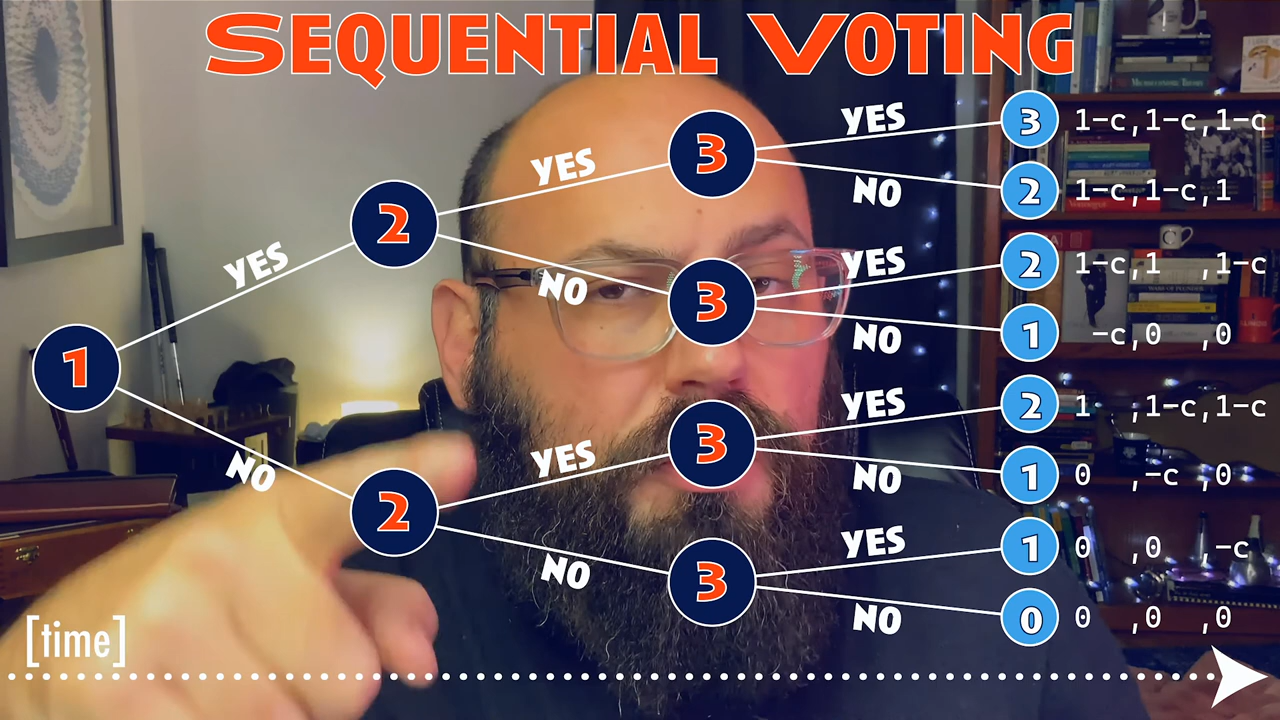 SEQUENTIAL VOTING
1
YES
NO
2
YES
NO
2
YES
NO
3
YES
NO
3
YES
NO
3
YES
NO
3
YES
NO
3 1-c,1-c,1-c
2 1-c,1-c,1
2 1-c,1 ,1-c
1 -c,0 ,0
2 1 ,1-c,1-c
1 0 ,-c ,0
1 0 ,0 ,-c
0 0 ,0 ,0
[time]